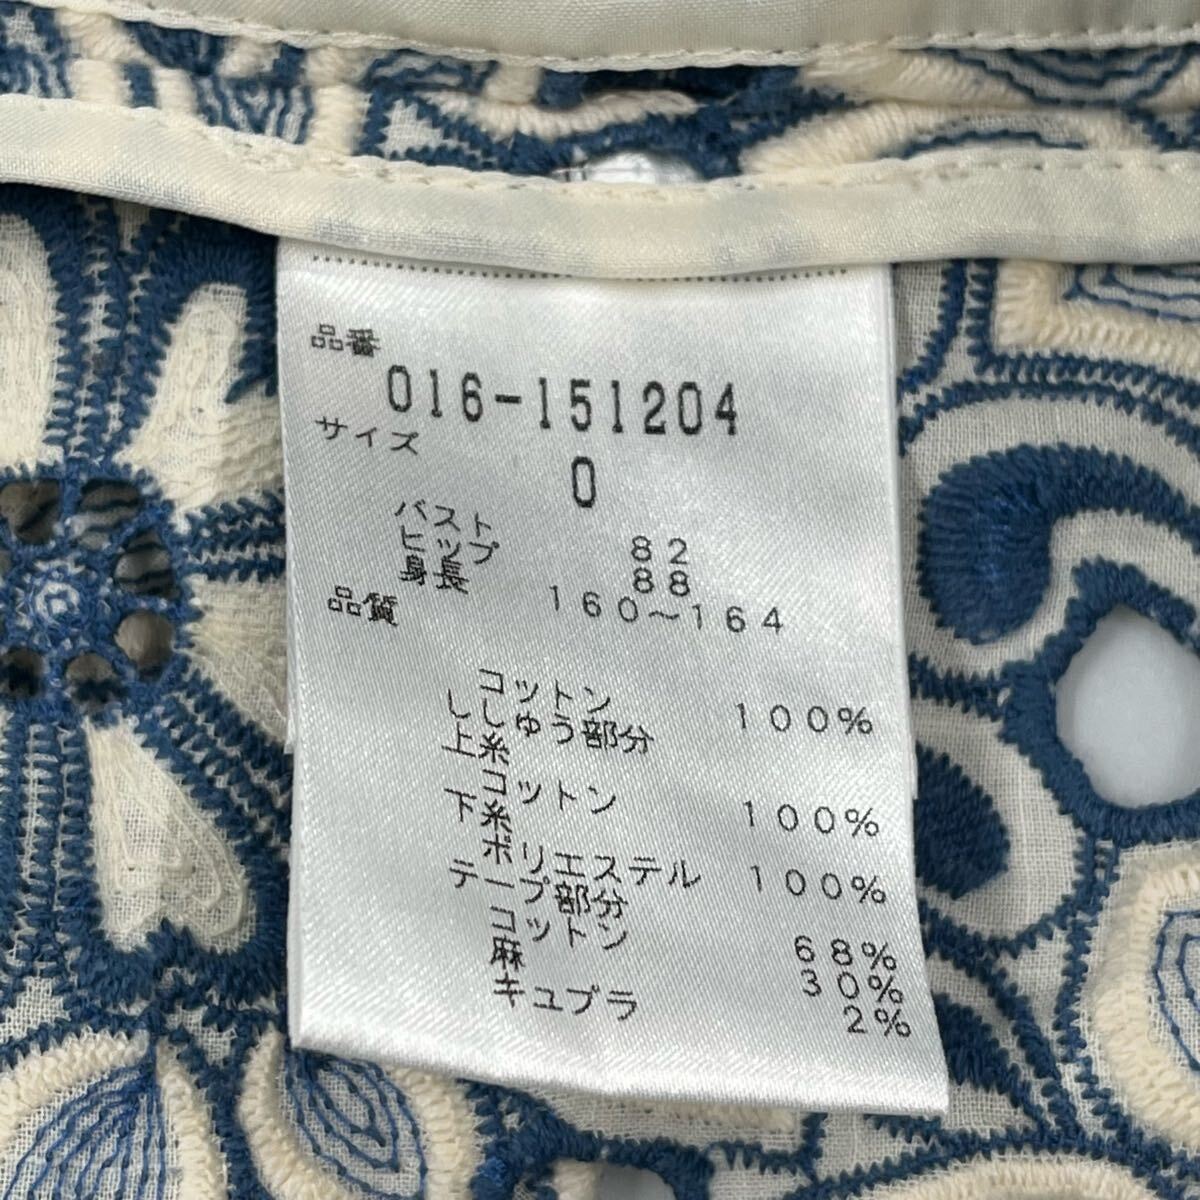 品番
016-151204
サイズ
0
バスト 82
ヒップ 88
身長 160～164
品質
コットン 100%
ししゅう部分
上糸
コットン 100%
下糸
ポリエステル 100%
テープ部分
コットン 68%
麻 30%
キュプラ 2%